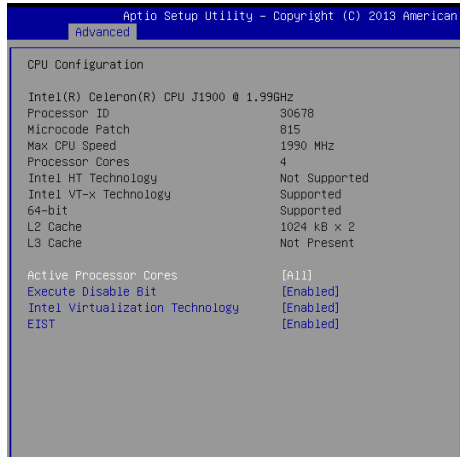 Aptio Setup Utility – Copyright (C) 2013 American
Advanced
CPU Configuration
Intel(R) Celeron(R) CPU J1900 @ 1.99GHz
Processor ID 30678
Microcode Patch 815
Max CPU Speed 1990 MHz
Processor Cores 4
Intel HT Technology Not Supported
Intel VT-x Technology Supported
64-bit Supported
L2 Cache 1024 kB x 2
L3 Cache Not Present
Active Processor Cores [All]
Execute Disable Bit [Enabled]
Intel Virtualization Technology [Enabled]
EIST [Enabled]